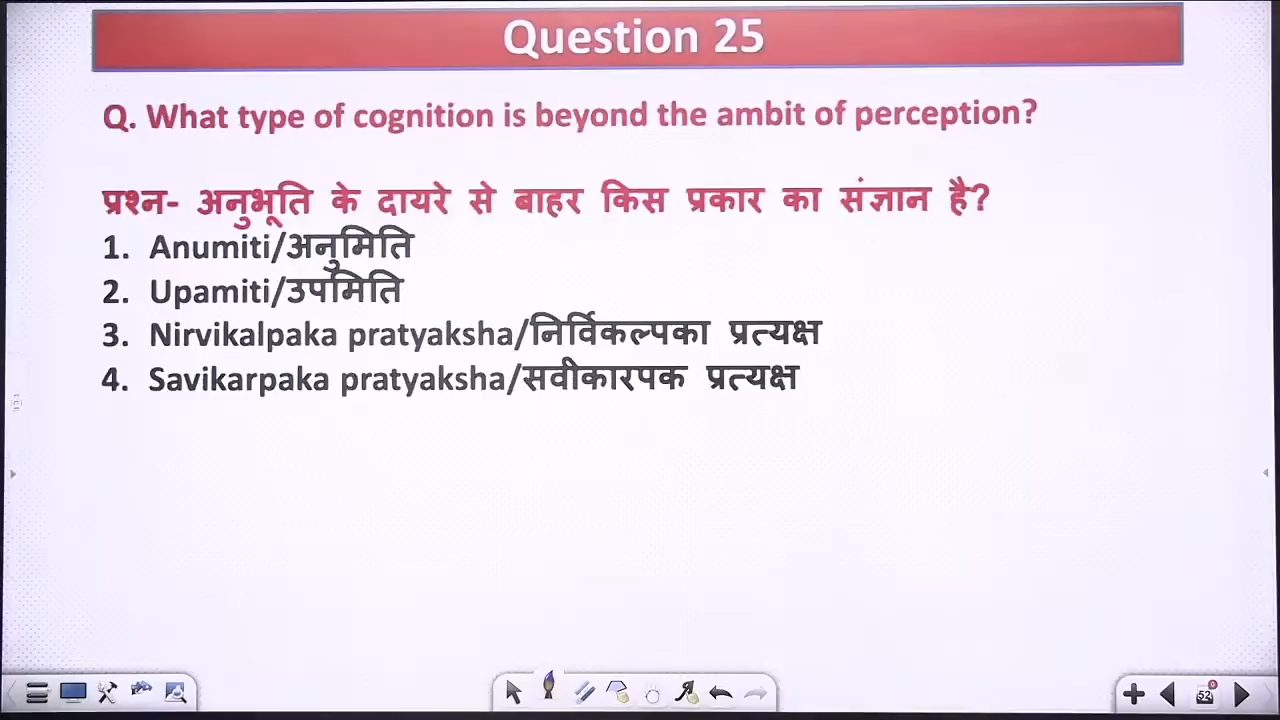 Question 25
Q. What type of cognition is beyond the ambit of perception?
प्रश्न- अनुभूति के दायरे से बाहर किस प्रकार का संज्ञान है?
1. Anumiti/अनुमिति
2. Upamiti/उपमिति
3. Nirvikalpaka pratyaksha/निर्विकल्पका प्रत्यक्ष
4. Savikarpaka pratyaksha/सवीकारपक प्रत्यक्ष
52